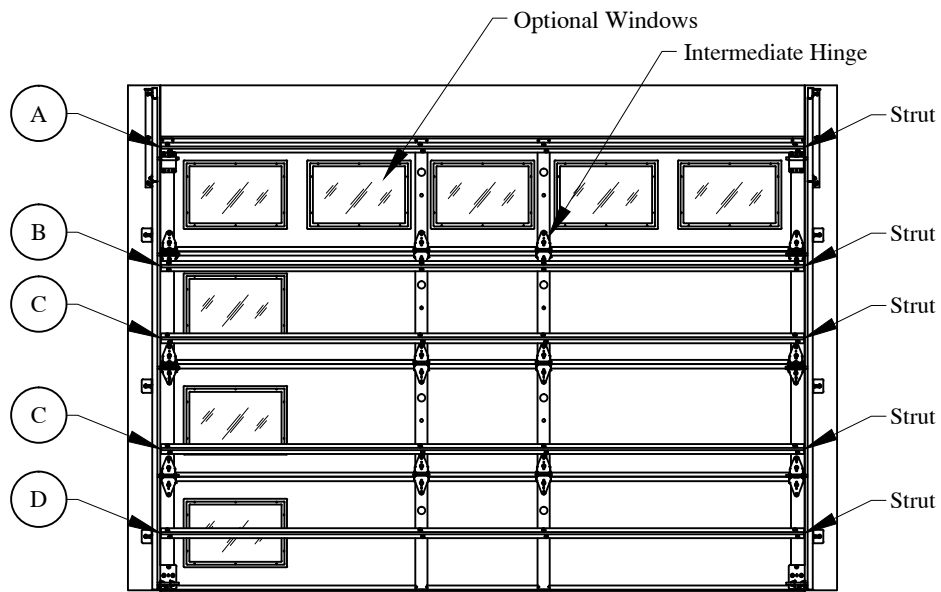 Optional Windows
Intermediate Hinge
A
Strut
B
Strut
C
Strut
C
Strut
D
Strut